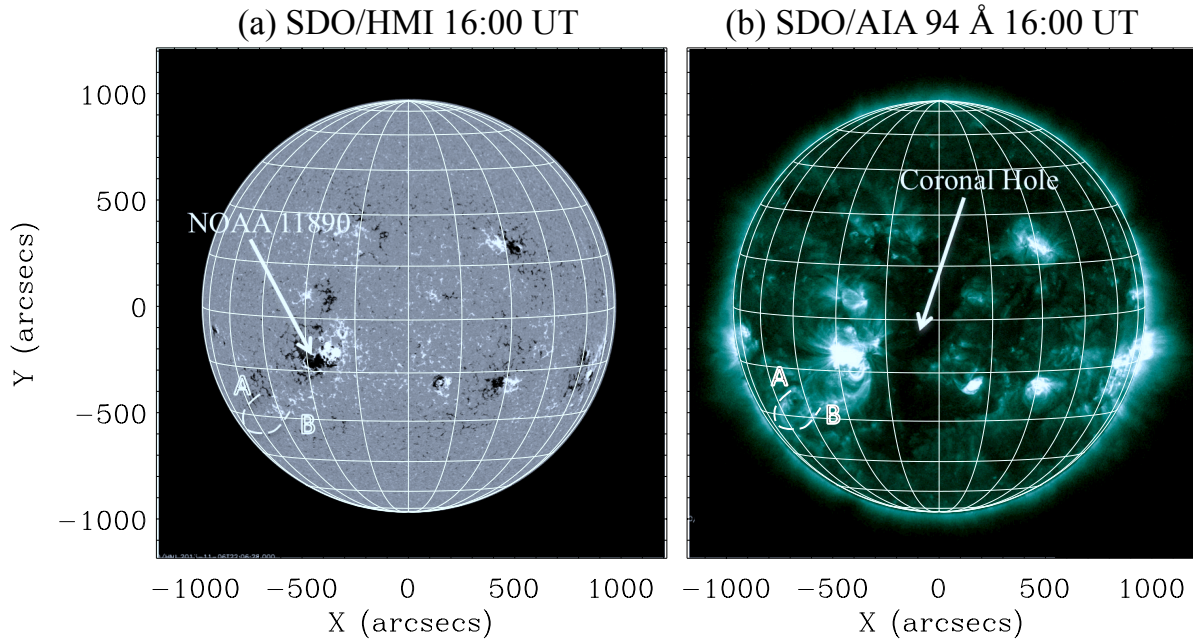 (a) SDO/HMI 16:00 UT
(b) SDO/AIA 94 Å 16:00 UT
1000
500
0
−500
−1000
Y (arcsecs)
NOAA 11890
A
B
Coronal Hole
A
B
−1000 −500 0 500 1000
−1000 −500 0 500 1000
X (arcsecs)
X (arcsecs)